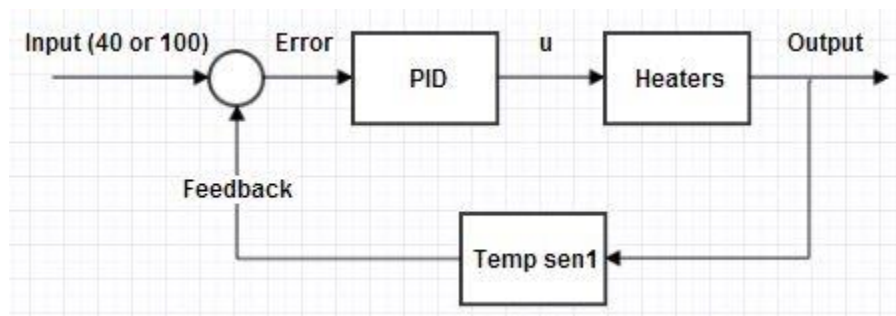 Input (40 or 100)
Error
u
Output
PID
Heaters
Feedback
Temp sen1